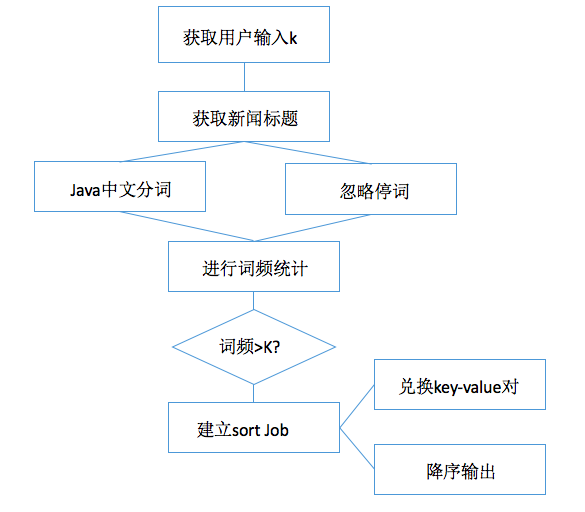 获取用户输入k
获取新闻标题
Java中文分词
忽略停词
进行词频统计
词频>K?
建立sort Job
兑换key-value对
降序输出